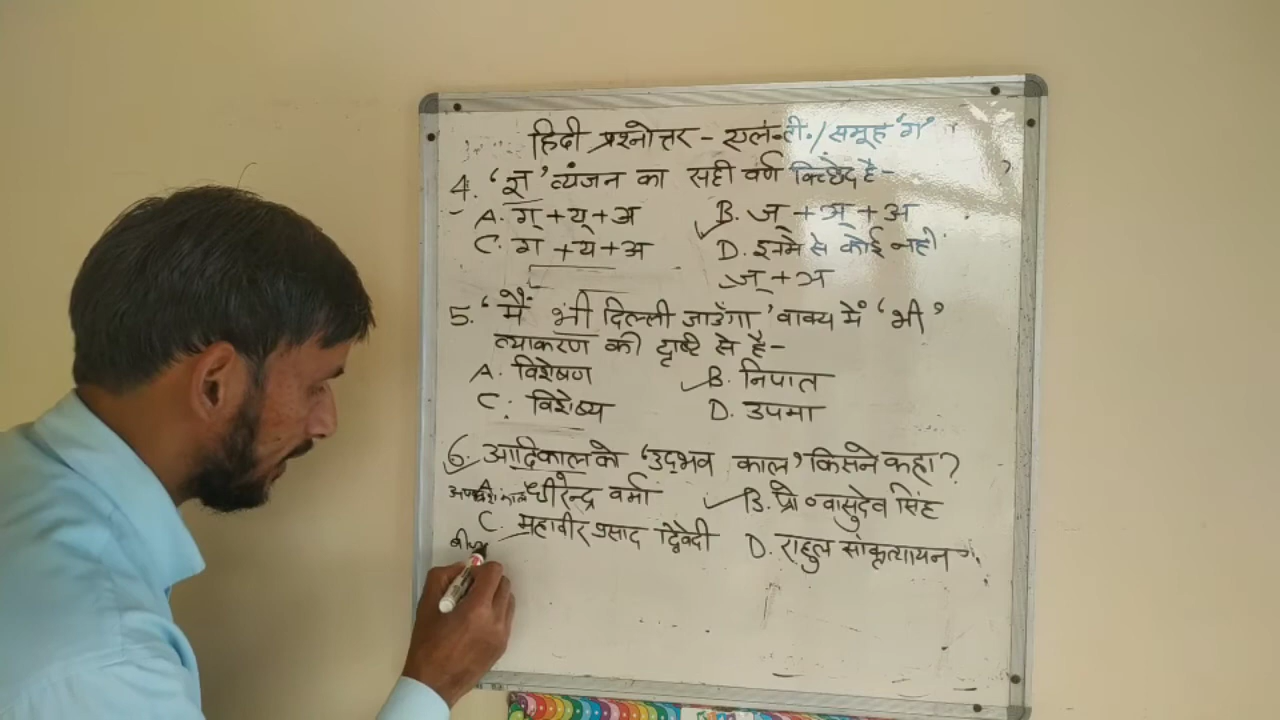 हिंदी प्रश्नोत्तर - एल.टी./समूह 'ग'
4. 'ज्ञ' व्यंजन का सही वर्ण विच्छेद है-
A. ग्+य्+अ B. ज्+ञ्+अ
C. ग+य+अ D. इनमें से कोई नहीं
ज्+ञ
5. 'मैं भी दिल्ली जाउँगा' वाक्य में 'भी'
व्याकरण की दृष्टि से है-
A. विशेषण B. निपात
C. विशेष्य D. उपमा
6. आदिकाल को 'उद्भव काल' किसने कहा?
A. धीरेन्द्र वर्मा B. प्रो० वासुदेव सिंह
C. महावीर प्रसाद द्विवेदी D. राहुल सांकृत्यायन
बीज